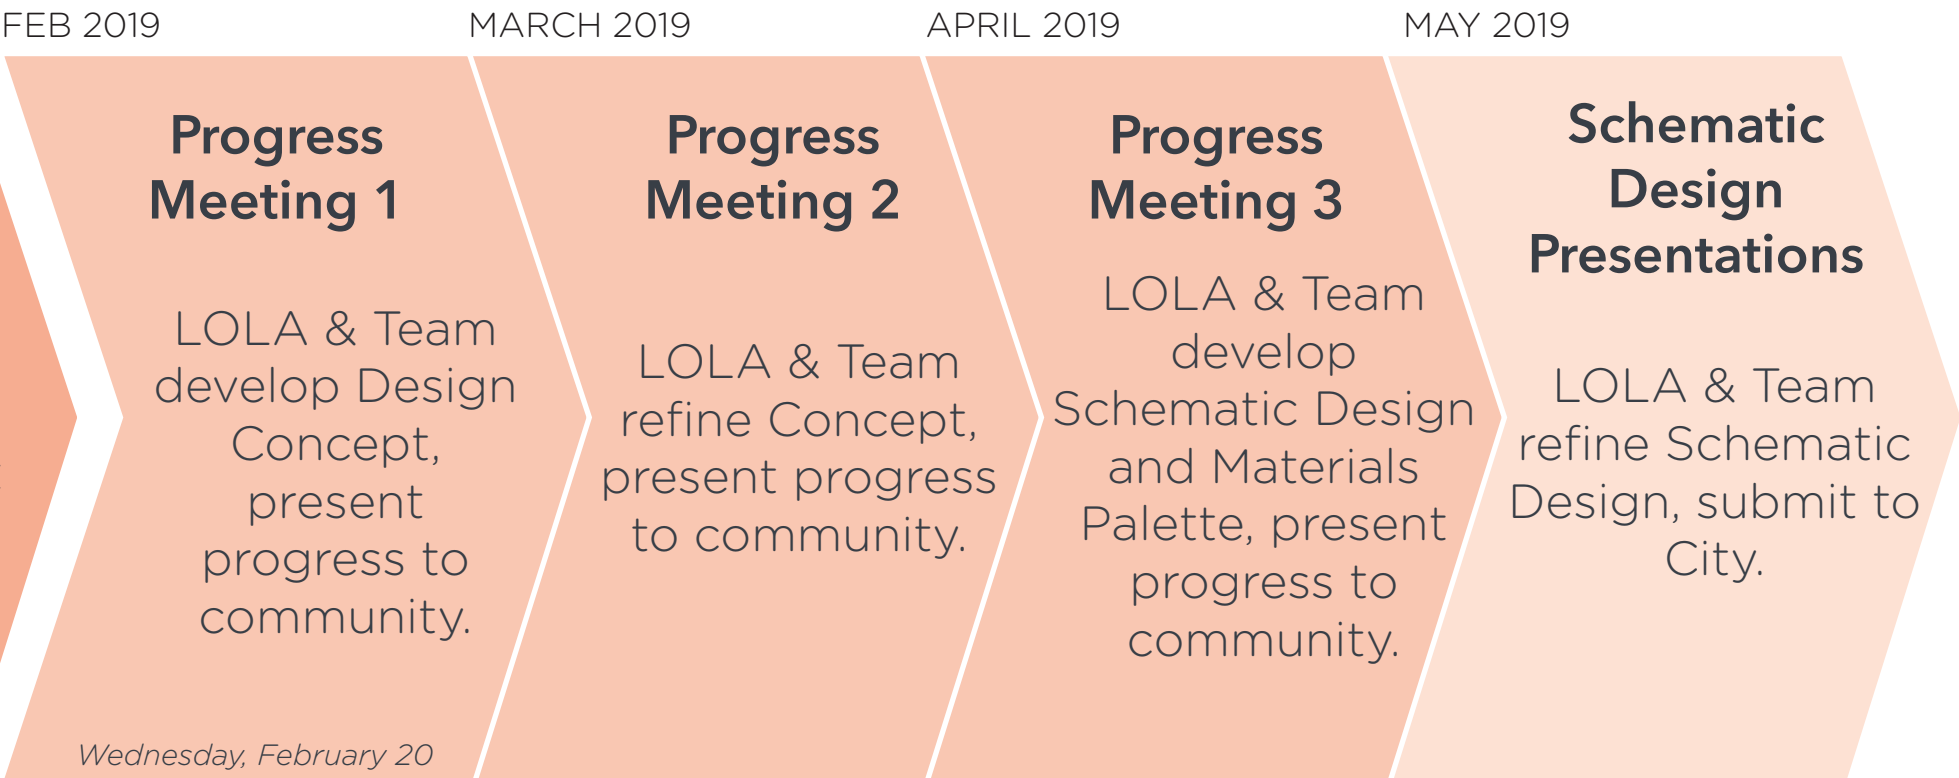 FEB 2019
MARCH 2019
APRIL 2019
MAY 2019
Progress
Meeting 1
LOLA & Team
develop Design
Concept,
present
progress to
community.
Wednesday, February 20
Progress
Meeting 2
LOLA & Team
refine Concept,
present progress
to community.
Progress
Meeting 3
LOLA & Team
develop
Schematic Design
and Materials
Palette, present
progress to
community.
Schematic
Design
Presentations
LOLA & Team
refine Schematic
Design, submit to
City.